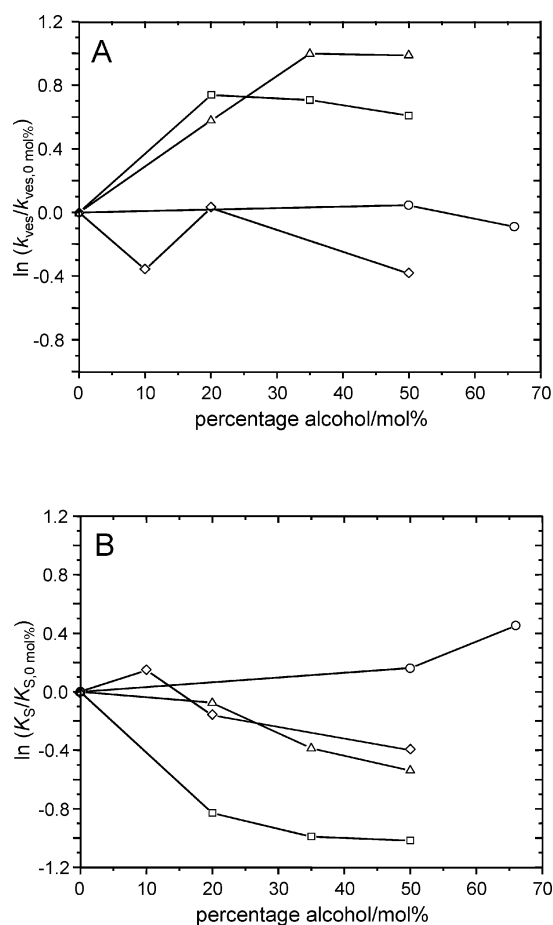 A
1.2
0.8
0.4
0.0
-0.4
-0.8
ln (kves/kves,0 mol%)
0 10 20 30 40 50 60 70
percentage alcohol/mol%
B
1.2
0.8
0.4
0.0
-0.4
-0.8
-1.2
ln (KS/KS,0 mol%)
0 10 20 30 40 50 60 70
percentage alcohol/mol%